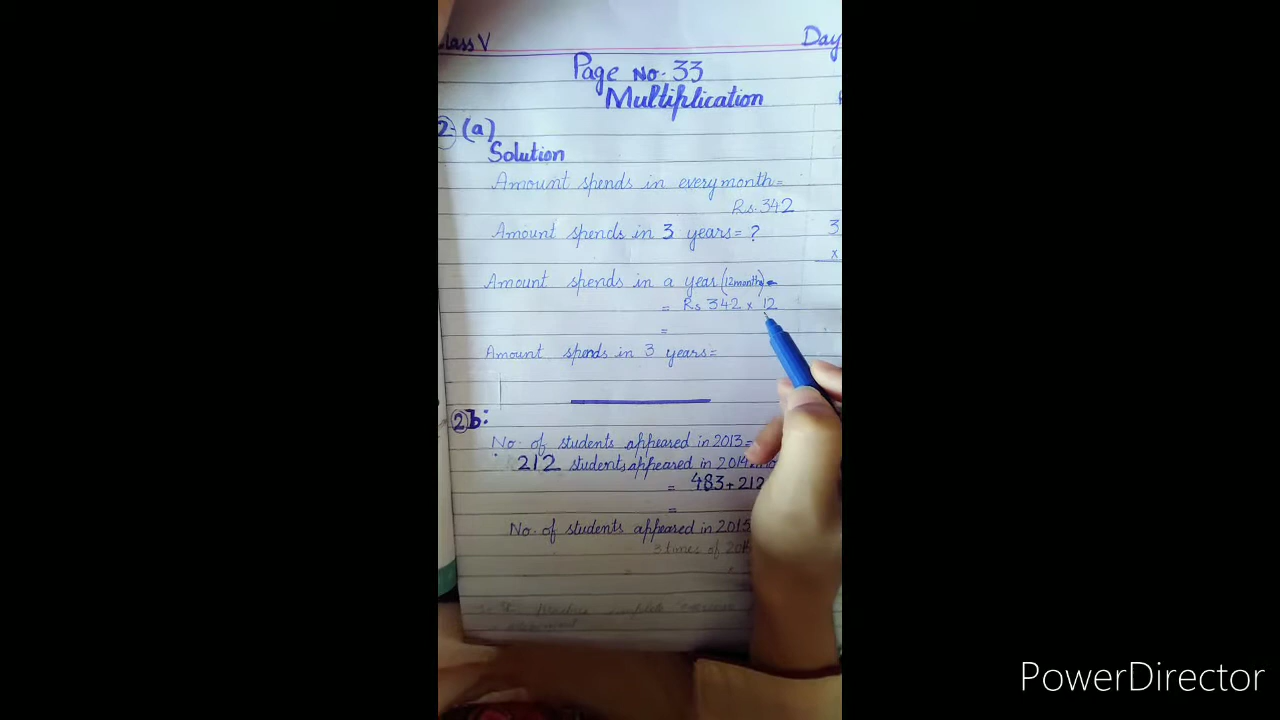 Class V
Day
Page No. 33
Multiplication
2. (a)
Solution
Amount spends in every month =
Rs. 342
Amount spends in 3 years = ?
3
x
Amount spends in a year (12 month) =
= Rs 342 x 12
=
Amount spends in 3 years =
2 b:
No. of students appeared in 2013 =
212 students appeared in 2014
= 483 + 212
=
No. of students appeared in 2015
3 times of
PowerDirector